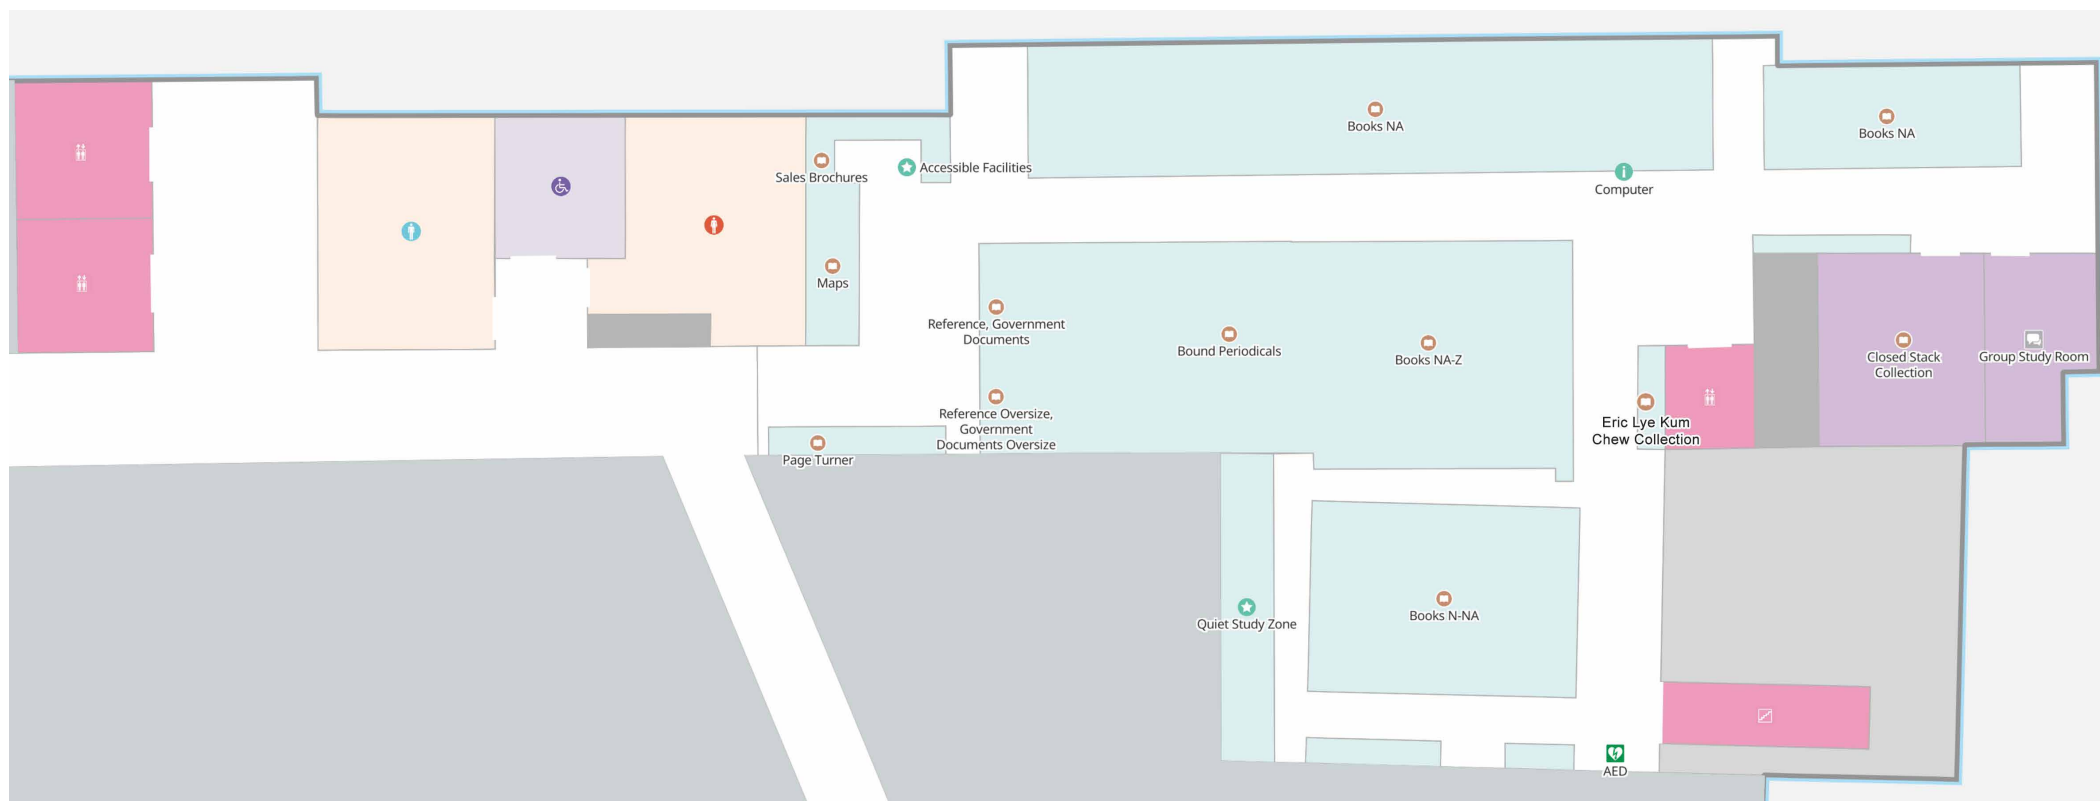 Books NA
Books NA
Sales Brochures
Accessible Facilities
Computer
Maps
Reference, Government
Documents
Bound Periodicals
Books NA-Z
Closed Stack
Collection
Group Study Room
Reference Oversize,
Government
Documents Oversize
Eric Lye Kum
Chew Collection
Page Turner
Quiet Study Zone
Books N-NA
AED